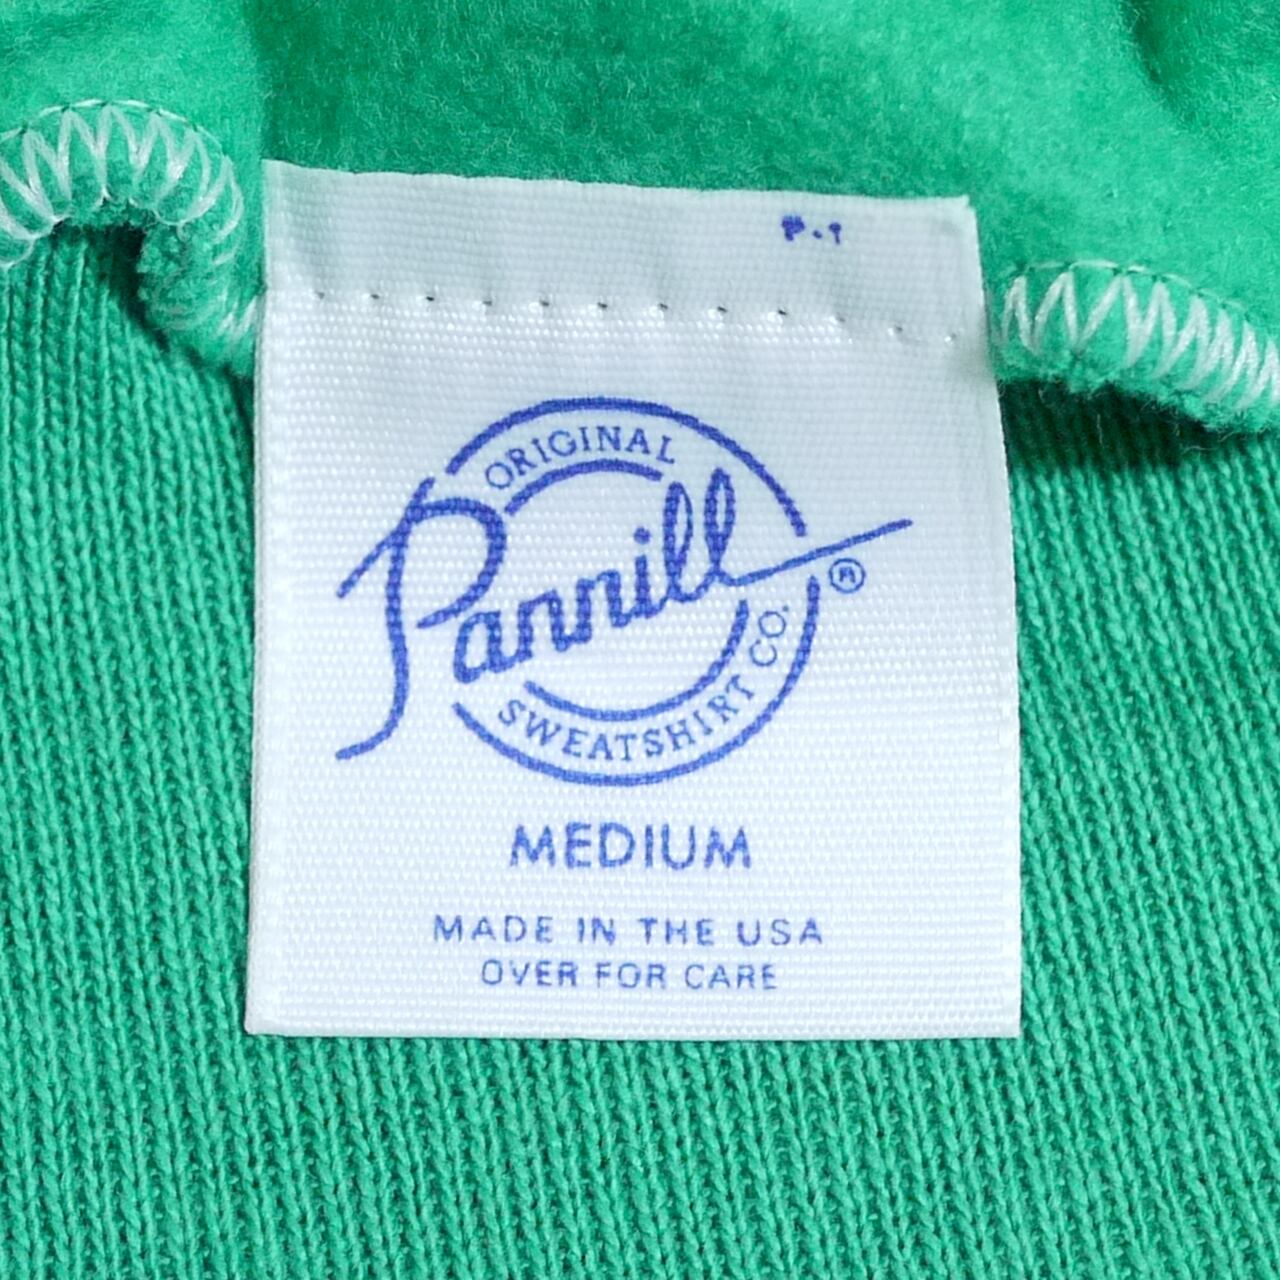 P-1
ORIGINAL
Pannill ®
SWEATSHIRT CO.
MEDIUM
MADE IN THE USA
OVER FOR CARE